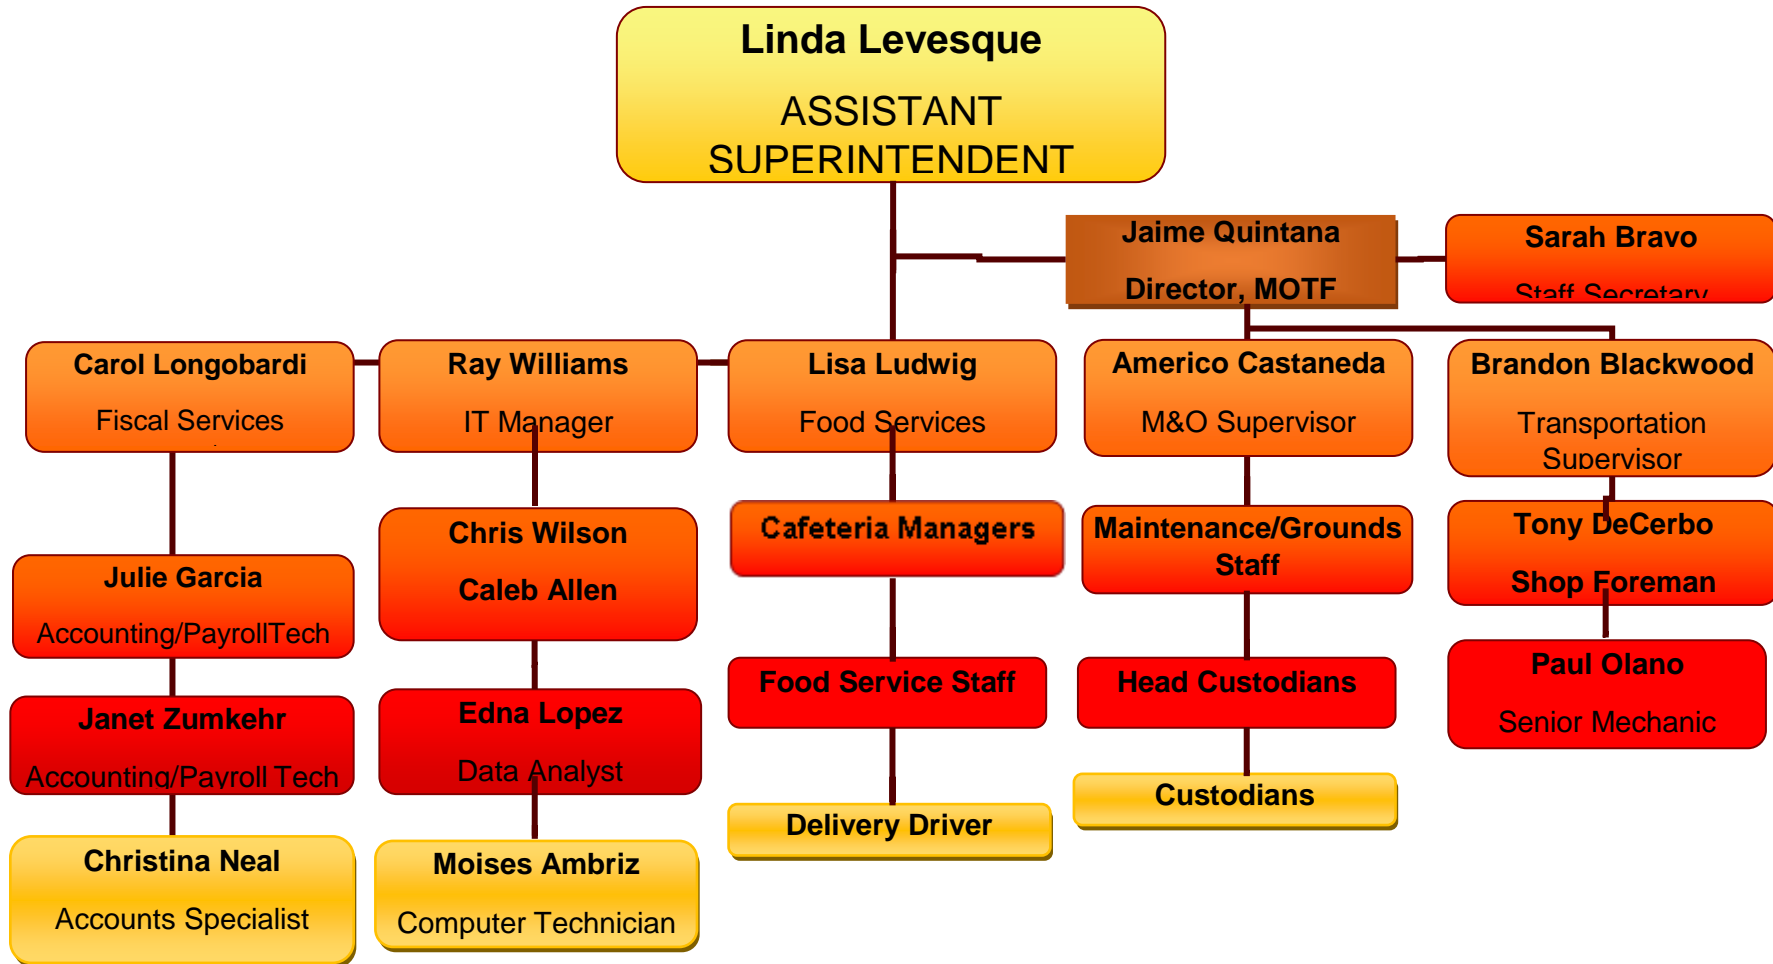 Linda Levesque
ASSISTANT
SUPERINTENDENT
Jaime Quintana
Director, MOTF
Sarah Bravo
Staff Secretary
Carol Longobardi
Fiscal Services
Ray Williams
IT Manager
Lisa Ludwig
Food Services
Americo Castaneda
M&O Supervisor
Brandon Blackwood
Transportation
Supervisor
Chris Wilson
Caleb Allen
Cafeteria Managers
Maintenance/Grounds
Staff
Tony DeCerbo
Shop Foreman
Julie Garcia
Accounting/PayrollTech
Janet Zumkehr
Accounting/Payroll Tech
Edna Lopez
Data Analyst
Food Service Staff
Head Custodians
Paul Olano
Senior Mechanic
Christina Neal
Accounts Specialist
Moises Ambriz
Computer Technician
Delivery Driver
Custodians